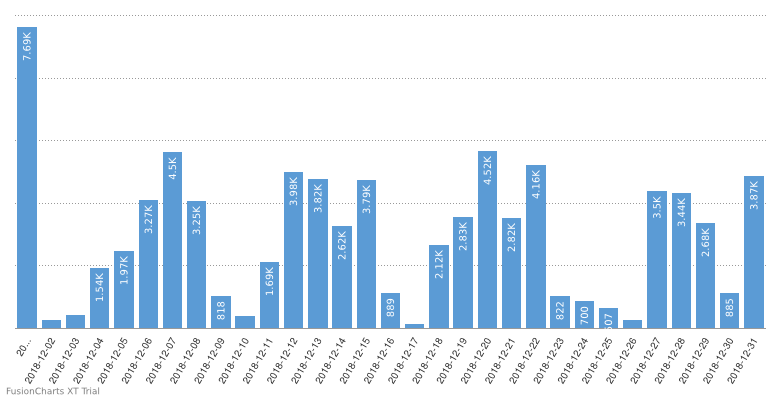 7.69K
1.54K
1.97K
3.27K
4.5K
3.25K
818
1.69K
3.98K
3.82K
2.62K
3.79K
889
2.12K
2.83K
4.52K
2.82K
4.16K
822
700
507
3.5K
3.44K
2.68K
885
3.87K
20...
2018-12-02
2018-12-03
2018-12-04
2018-12-05
2018-12-06
2018-12-07
2018-12-08
2018-12-09
2018-12-10
2018-12-11
2018-12-12
2018-12-13
2018-12-14
2018-12-15
2018-12-16
2018-12-17
2018-12-18
2018-12-19
2018-12-20
2018-12-21
2018-12-22
2018-12-23
2018-12-24
2018-12-25
2018-12-26
2018-12-27
2018-12-28
2018-12-29
2018-12-30
2018-12-31
FusionCharts XT Trial